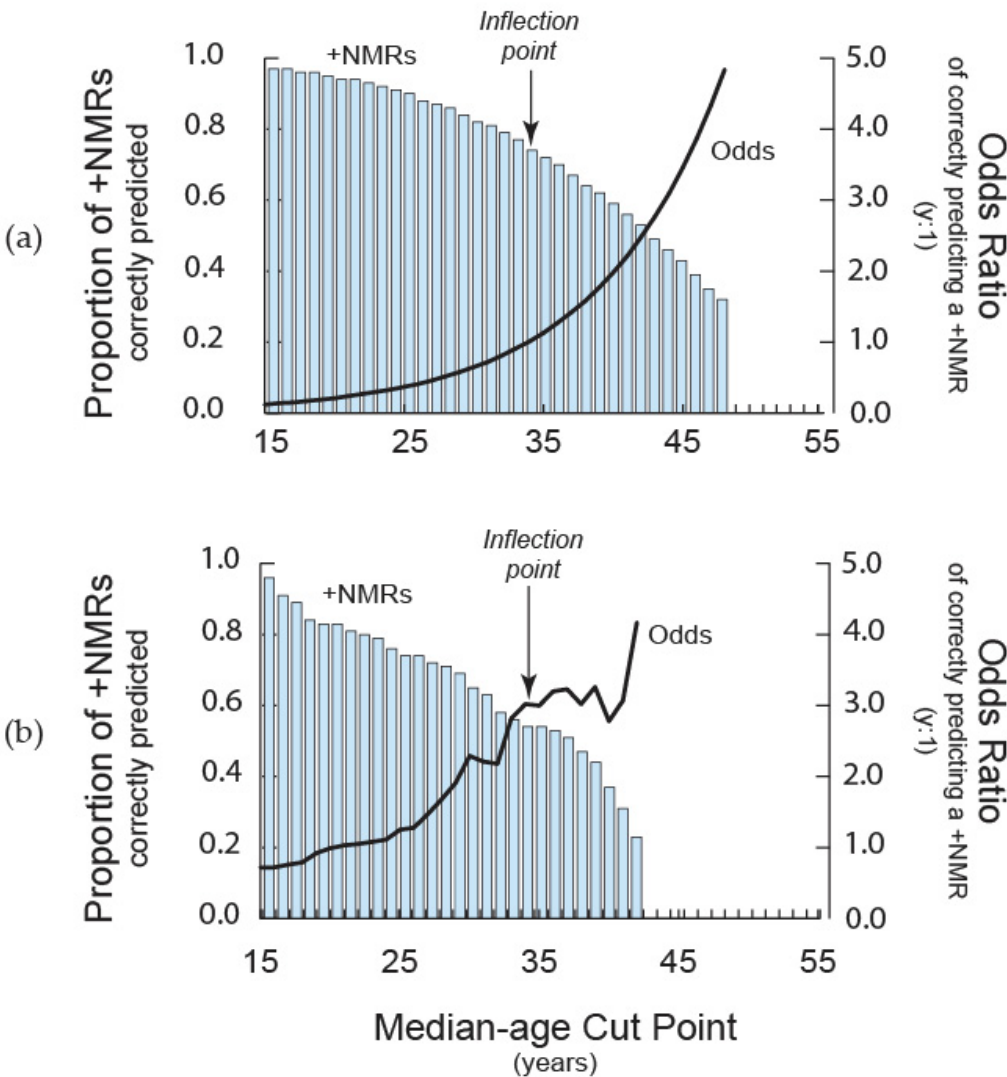 (a)
Proportion of +NMRs
correctly predicted
1.0
0.8
0.6
0.4
0.2
0.0
+NMRs
Inflection
point
Odds
5.0
4.0
3.0
2.0
1.0
0.0
Odds Ratio
of correctly predicting a +NMR
(y:1)
15 25 35 45 55
(b)
Proportion of +NMRs
correctly predicted
1.0
0.8
0.6
0.4
0.2
0.0
+NMRs
Inflection
point
Odds
5.0
4.0
3.0
2.0
1.0
0.0
Odds Ratio
of correctly predicting a +NMR
(y:1)
15 25 35 45 55
Median-age Cut Point
(years)